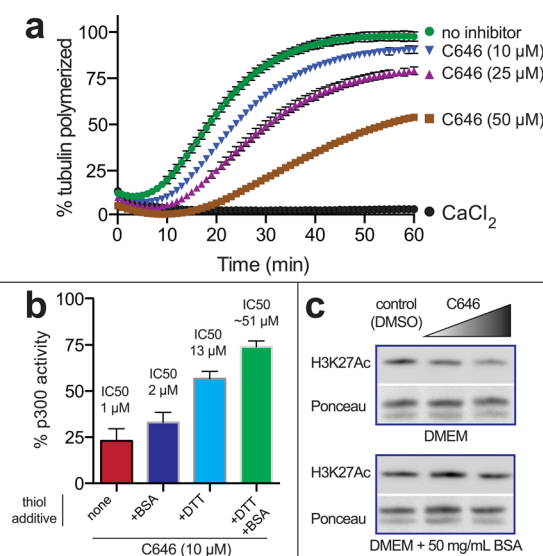 a
% tubulin polymerized
100
75
50
25
0
0 10 20 30 40 50 60
Time (min)
no inhibitor
C646 (10 μM)
C646 (25 μM)
C646 (50 μM)
CaCl2
b
% p300 activity
100
75
50
25
0
IC50
1 μM
IC50
2 μM
IC50
13 μM
IC50
~51 μM
thiol
additive
none
+BSA
+DTT
+DTT
+BSA
C646 (10 μM)
c
control
(DMSO)
C646
H3K27Ac
Ponceau
DMEM
H3K27Ac
Ponceau
DMEM + 50 mg/mL BSA